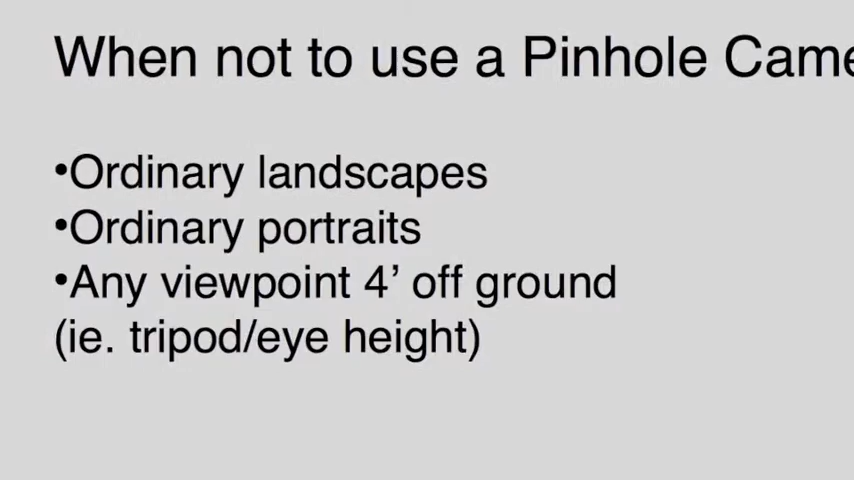 When not to use a Pinhole Came
•Ordinary landscapes
•Ordinary portraits
•Any viewpoint 4’ off ground
(ie. tripod/eye height)